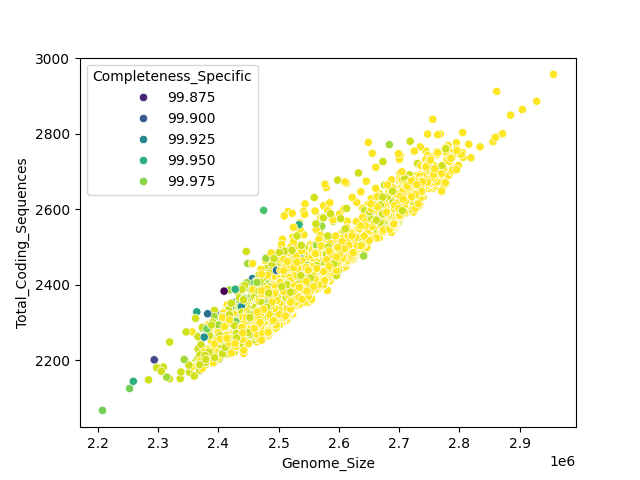 3000
2800
2600
2400
2200
Total_Coding_Sequences
Completeness_Specific
99.875
99.900
99.925
99.950
99.975
2.2 2.3 2.4 2.5 2.6 2.7 2.8 2.9
1e6
Genome_Size